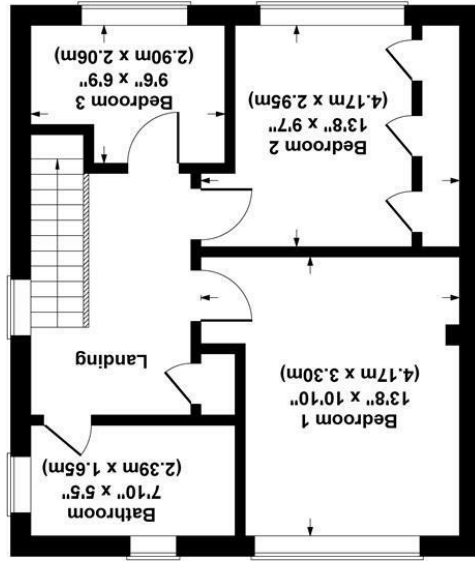 Bathroom
7'10" x 5'5"
(2.39m x 1.65m)
Bedroom 1
13'8" x 10'10"
(4.17m x 3.30m)
Landing
Bedroom 2
13'8" x 9'7"
(4.17m x 2.95m)
Bedroom 3
9'6" x 6'9"
(2.90m x 2.06m)